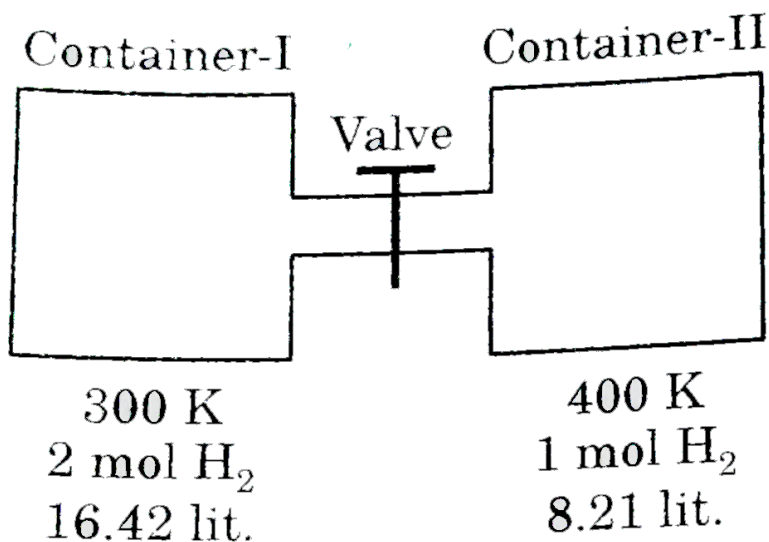 Container-I
Container-II
Valve
300 K
2 mol H₂
16.42 lit.
400 K
1 mol H₂
8.21 lit.